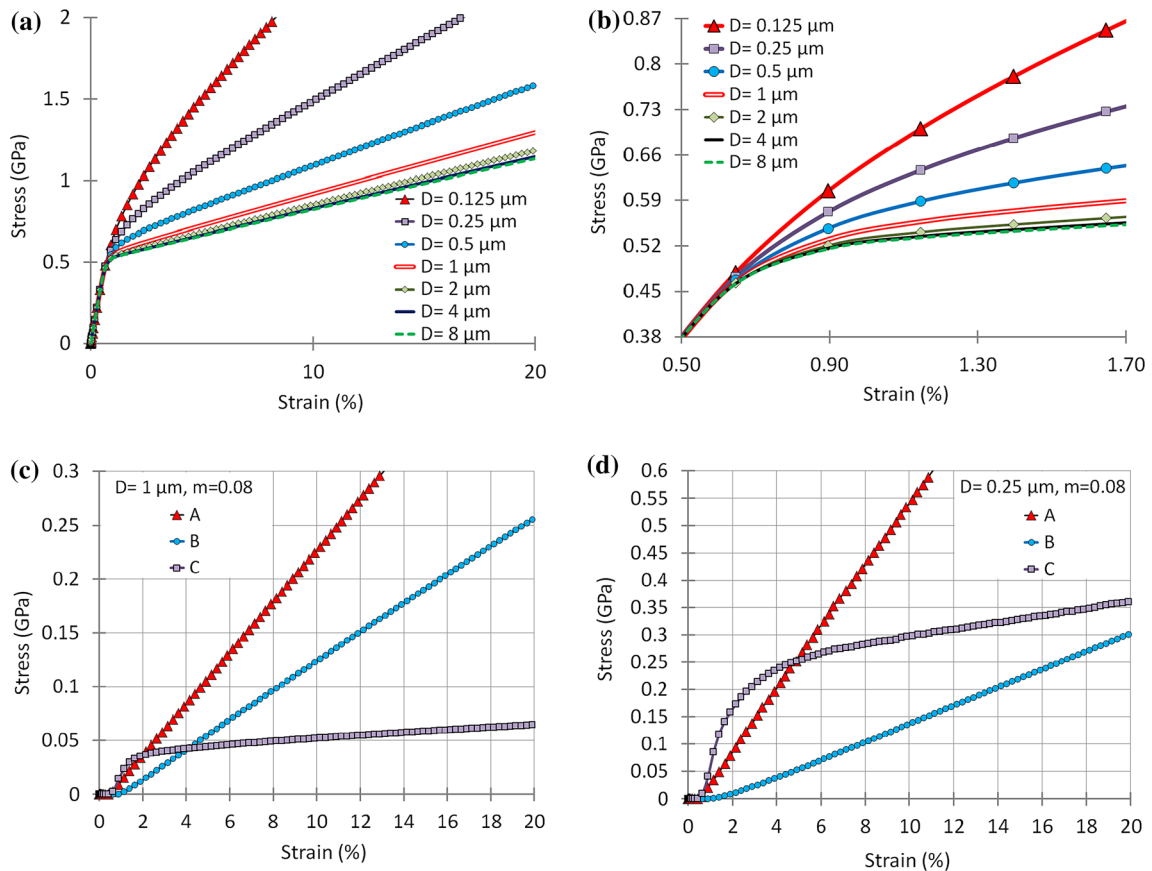 (a)
2
1.5
1
0.5
0
Stress (GPa)
D= 0.125 µm
D= 0.25 µm
D= 0.5 µm
D= 1 µm
D= 2 µm
D= 4 µm
D= 8 µm
0 10 20
Strain (%)
(b)
0.87
0.8
0.73
0.66
0.59
0.52
0.45
0.38
Stress (GPa)
D= 0.125 µm
D= 0.25 µm
D= 0.5 µm
D= 1 µm
D= 2 µm
D= 4 µm
D= 8 µm
0.50 0.90 1.30 1.70
Strain (%)
(c)
0.3
0.25
0.2
0.15
0.1
0.05
0
Stress (GPa)
D= 1 µm, m=0.08
A
B
C
0 2 4 6 8 10 12 14 16 18 20
Strain (%)
(d)
0.6
0.55
0.5
0.45
0.4
0.35
0.3
0.25
0.2
0.15
0.1
0.05
0
Stress (GPa)
D= 0.25 µm, m=0.08
A
B
C
0 2 4 6 8 10 12 14 16 18 20
Strain (%)